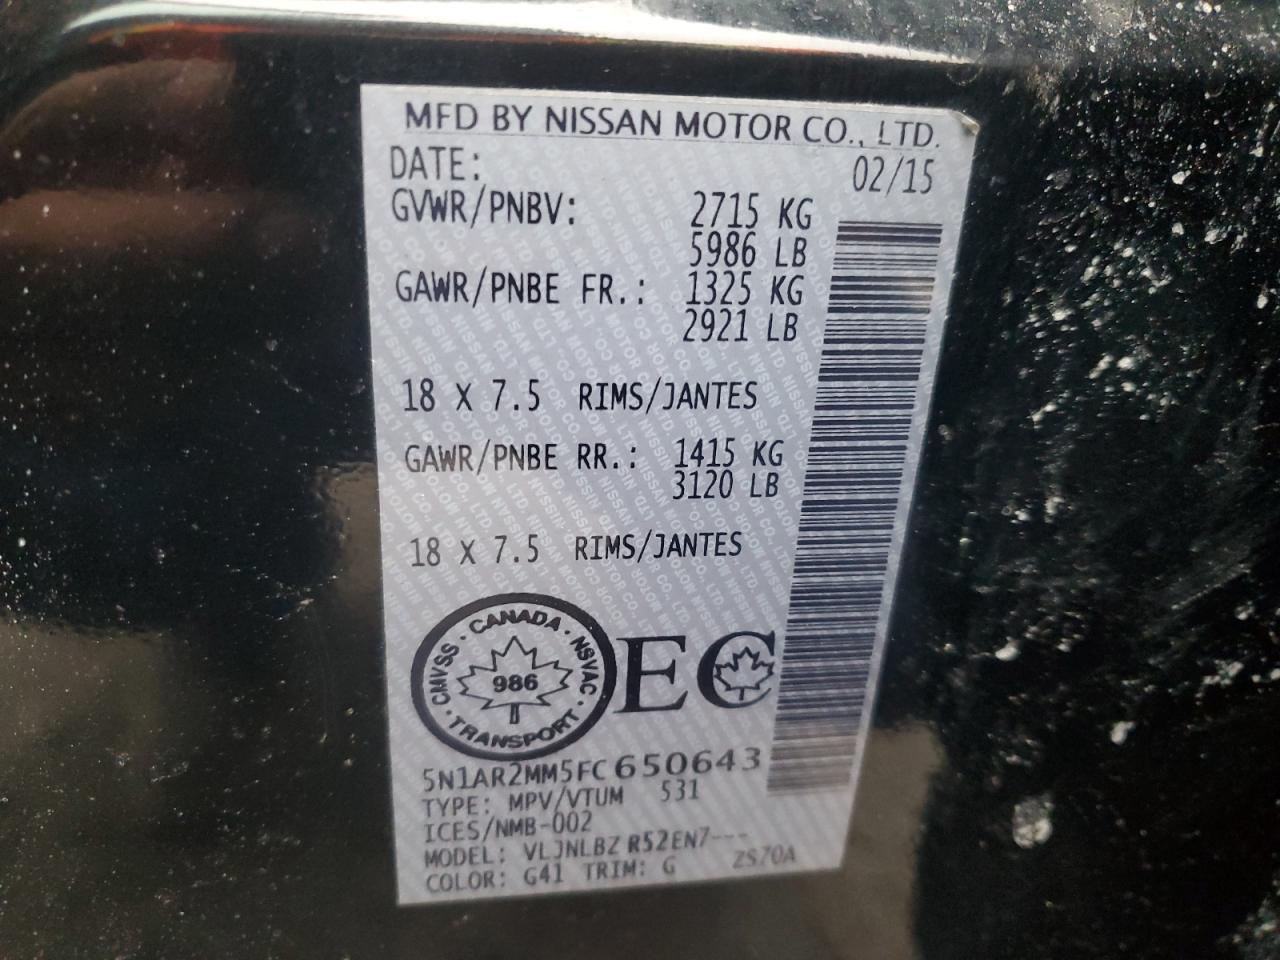 MFD BY NISSAN MOTOR CO., LTD.
DATE: 02/15
GVWR/PNBV: 2715 KG
5986 LB
GAWR/PNBE FR.: 1325 KG
2921 LB
18 X 7.5 RIMS/JANTES
GAWR/PNBE RR.: 1415 KG
3120 LB
18 X 7.5 RIMS/JANTES
CANADA · NSVAC · TRANSPORT · CMVSS ·
986
EC
5N1AR2MM5FC650643
TYPE: MPV/VTUM 531
ICES/NMB-002
MODEL: VLJNLBZ R52EN7---
COLOR: G41 TRIM: G ZS70A